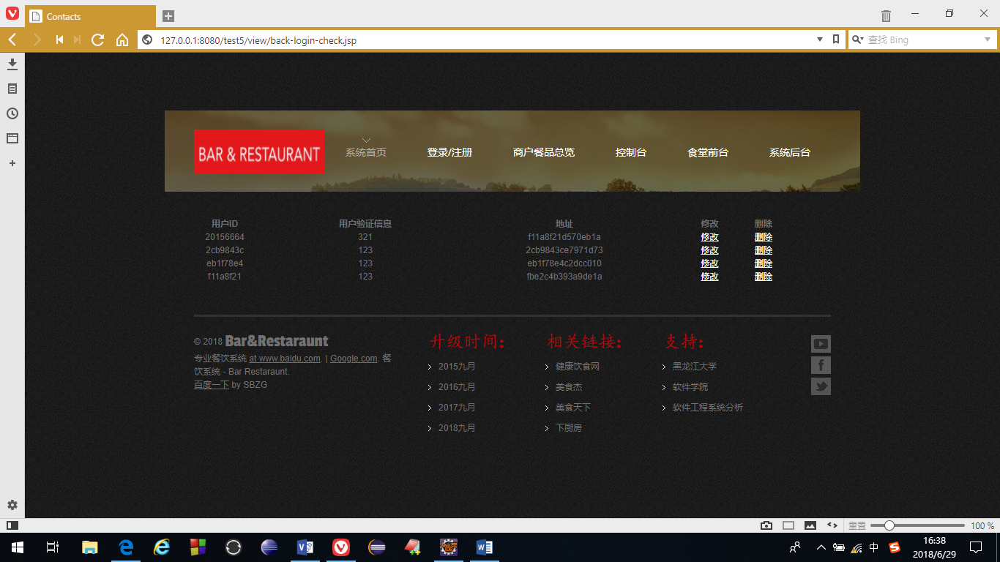 Contacts
127.0.0.1:8080/test5/view/back-login-check.jsp
查找 Bing
BAR & RESTAURANT
系统首页 登录/注册 商户餐品总览 控制台 食堂前台 系统后台
用户ID 用户验证信息 地址 修改 删除
20156664 321 f11a8f21d570eb1a 修改 删除
2cb9843c 123 2cb9843ce7971d73 修改 删除
eb1f78e4 123 eb1f78e4c2dcc010 修改 删除
f11a8f21 123 fbe2c4b393a9de1a 修改 删除
© 2018 Bar&Restaraunt
专业餐饮系统 at www.baidu.com. | Google.com. 餐
饮系统 - Bar Restaraunt.
百度一下 by SBZG
升级时间:
2015九月
2016九月
2017九月
2018九月
相关链接:
健康饮食网
美食杰
美食天下
下厨房
支持:
黑龙江大学
软件学院
软件工程系统分析
重置 100 %
中
16:38
2018/6/29